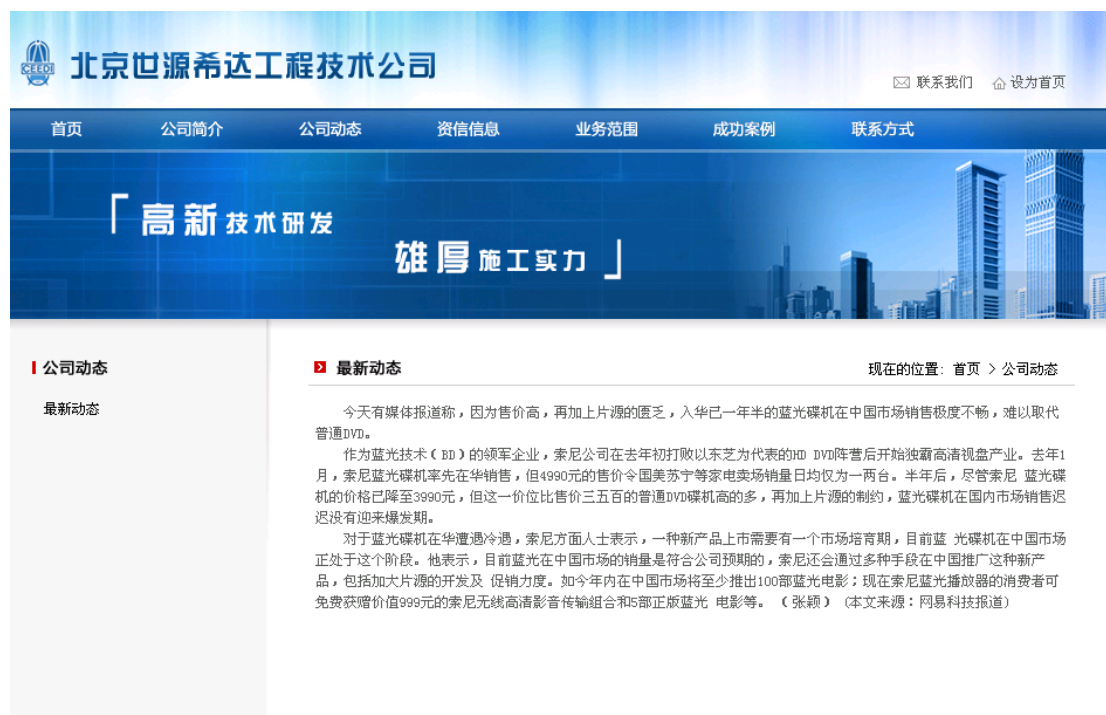 CEEDI
北京世源希达工程技术公司
联系我们 设为首页
首页 公司简介 公司动态 资信信息 业务范围 成功案例 联系方式
「高新技术研发
雄厚施工实力」
公司动态
最新动态
最新动态
现在的位置: 首页 > 公司动态
今天有媒体报道称，因为售价高，再加上片源的匮乏，入华已一年半的蓝光碟机在中国市场销售极度不畅，难以取代
普通DVD。
作为蓝光技术（BD）的领军企业，索尼公司在去年初打败以东芝为代表的HD DVD阵营后开始独霸高清视盘产业。去年1
月，索尼蓝光碟机率先在华销售，但4990元的售价令国美苏宁等家电卖场销量日均仅为一两台。半年后，尽管索尼 蓝光碟
机的价格已降至3990元，但这一价位比售价三五百的普通DVD碟机高的多，再加上片源的制约，蓝光碟机在国内市场销售迟
迟没有迎来爆发期。
对于蓝光碟机在华遭遇冷遇，索尼方面人士表示，一种新产品上市需要有一个市场培育期，目前蓝 光碟机在中国市场
正处于这个阶段。他表示，目前蓝光在中国市场的销量是符合公司预期的，索尼还会通过多种手段在中国推广这种新产
品，包括加大片源的开发及 促销力度。如今年内在中国市场将至少推出100部蓝光电影；现在索尼蓝光播放器的消费者可
免费获赠价值999元的索尼无线高清影音传输组合和5部正版蓝光 电影等。（张颖）（本文来源：网易科技报道）